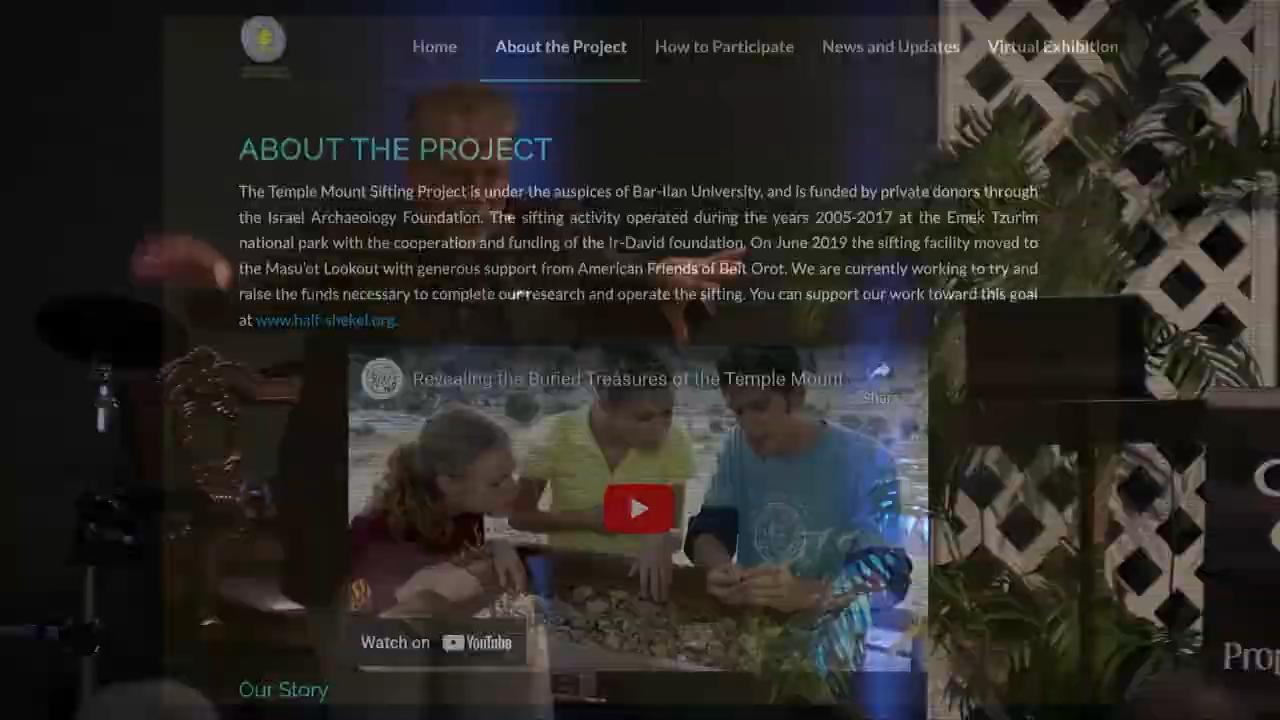 Home About the Project How to Participate News and Updates Virtual Exhibition
ABOUT THE PROJECT
The Temple Mount Sifting Project is under the auspices of Bar-Ilan University, and is funded by private donors through
the Israel Archaeology Foundation. The sifting activity operated during the years 2005-2017 at the Emek Tzurim
national park with the cooperation and funding of the Ir-David foundation. On June 2019 the sifting facility moved to
the Masu'ot Lookout with generous support from American Friends of Beit Orot. We are currently working to try and
raise the funds necessary to complete our research and operate the sifting. You can support our work toward this goal
at www.half-shekel.org.
Revealing the Buried Treasures of the Temple Mount
Share
Watch on YouTube
Our Story